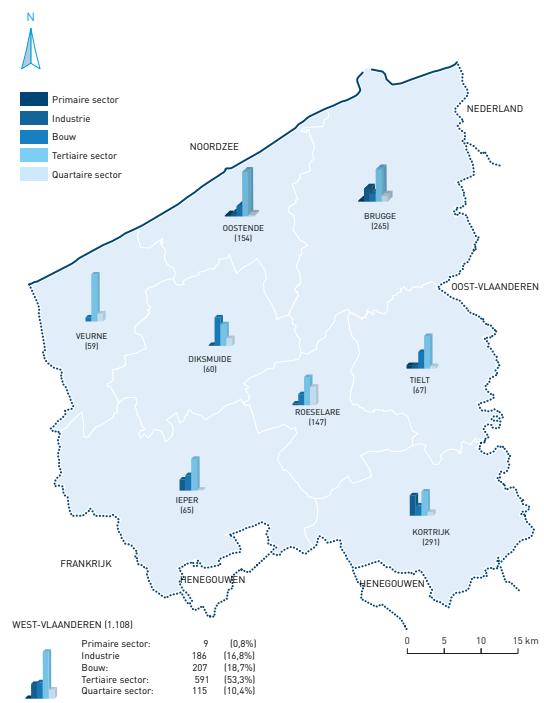 N
Primaire sector
Industrie
Bouw
Tertiaire sector
Quartaire sector
NOORDZEE
NEDERLAND
OOSTENDE
(154)
BRUGGE
(265)
OOST-VLAANDEREN
VEURNE
(59)
DIKSMUIDE
(60)
TIELT
(67)
ROESELARE
(147)
IEPER
(65)
KORTRIJK
(291)
FRANKRIJK
HENEGOUWEN
HENEGOUWEN
WEST-VLAANDEREN (1.108)
Primaire sector: 9 (0,8%)
Industrie 186 (16,8%)
Bouw: 207 (18,7%)
Tertiaire sector: 591 (53,3%)
Quartaire sector: 115 (10,4%)
0 5 10 15 km